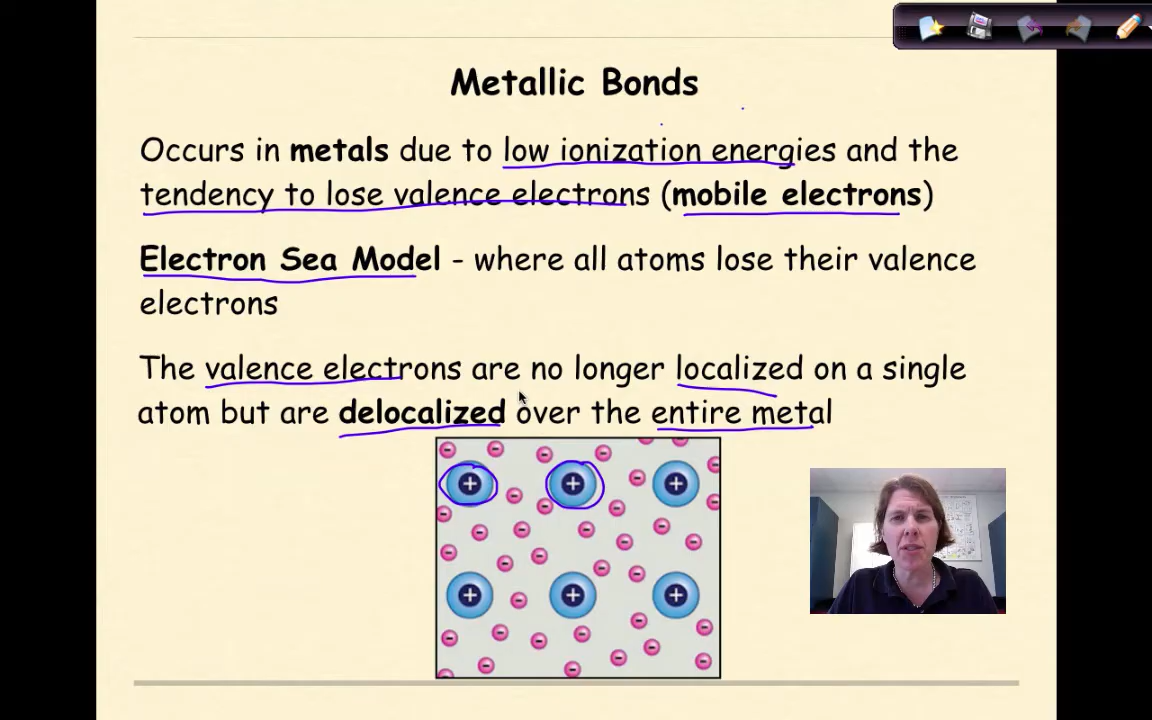 Metallic Bonds
Occurs in metals due to low ionization energies and the
tendency to lose valence electrons (mobile electrons)
Electron Sea Model - where all atoms lose their valence
electrons
The valence electrons are no longer localized on a single
atom but are delocalized over the entire metal